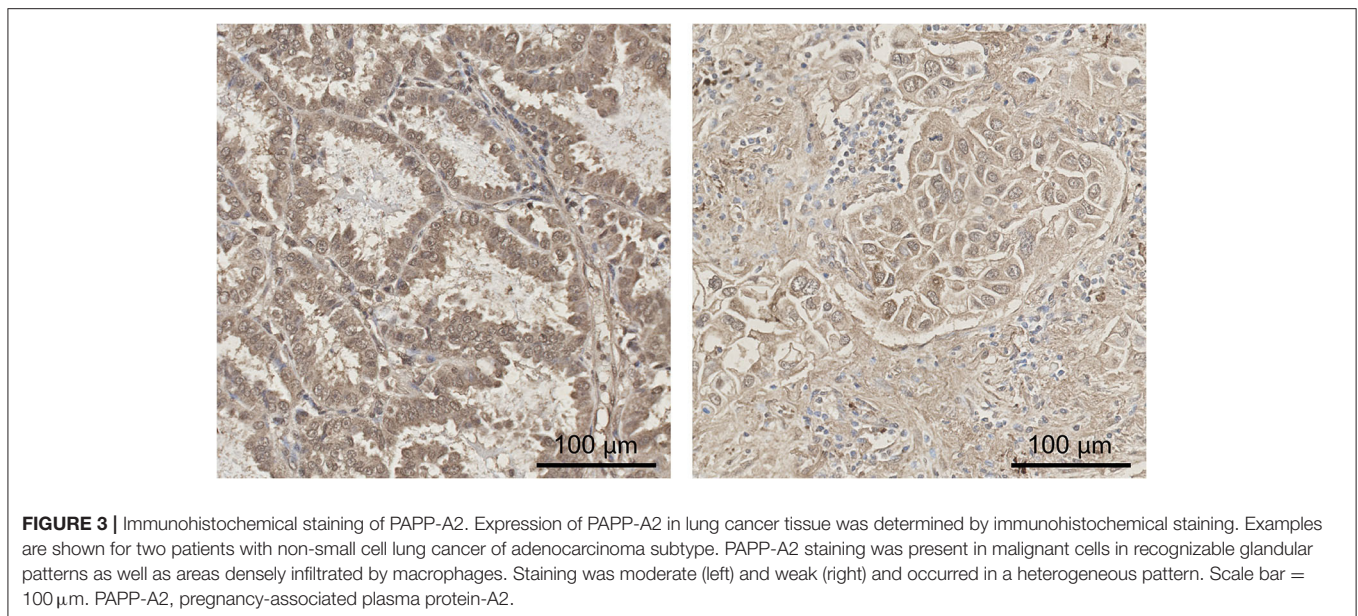 100 µm
100 µm
FIGURE 3 | Immunohistochemical staining of PAPP-A2. Expression of PAPP-A2 in lung cancer tissue was determined by immunohistochemical staining. Examples
are shown for two patients with non-small cell lung cancer of adenocarcinoma subtype. PAPP-A2 staining was present in malignant cells in recognizable glandular
patterns as well as areas densely infiltrated by macrophages. Staining was moderate (left) and weak (right) and occurred in a heterogeneous pattern. Scale bar =
100 µm. PAPP-A2, pregnancy-associated plasma protein-A2.